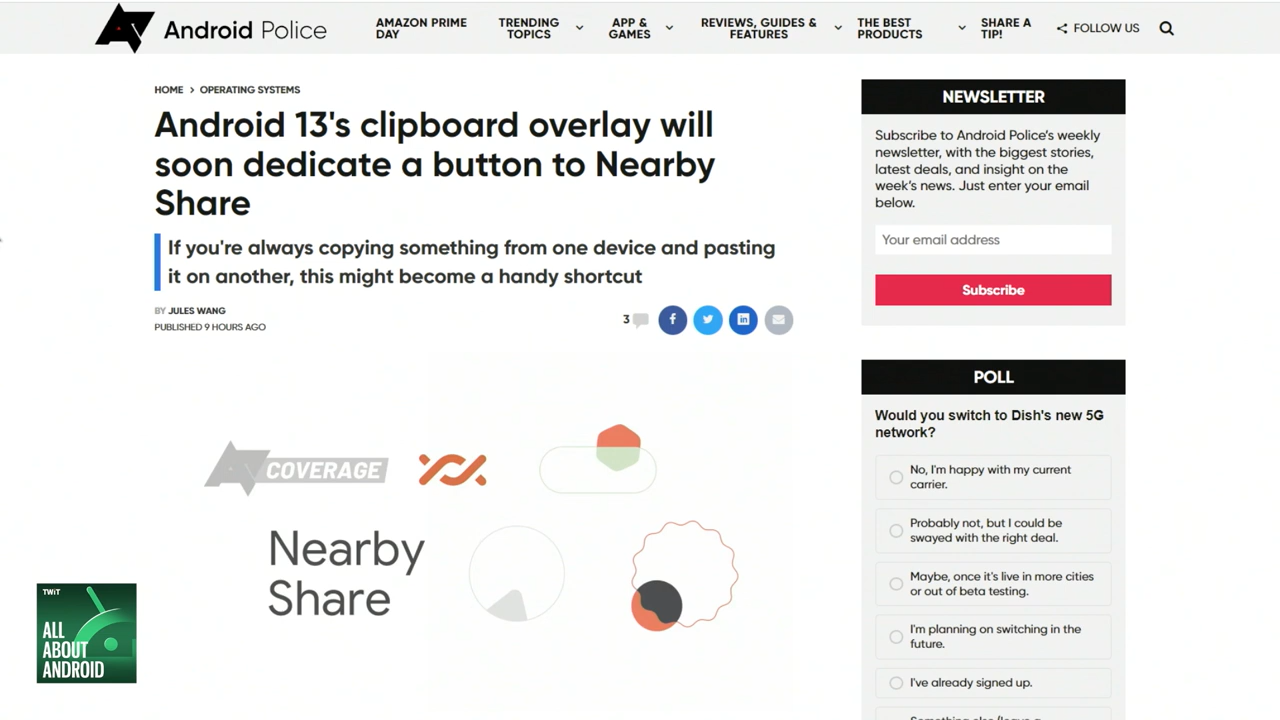 Android Police
AMAZON PRIME
DAY
TRENDING
TOPICS
APP &
GAMES
REVIEWS, GUIDES &
FEATURES
THE BEST
PRODUCTS
SHARE A
TIP!
FOLLOW US
HOME > OPERATING SYSTEMS
Android 13's clipboard overlay will
soon dedicate a button to Nearby
Share
If you're always copying something from one device and pasting
it on another, this might become a handy shortcut
BY JULES WANG
PUBLISHED 9 HOURS AGO
3
COVERAGE
Nearby
Share
TWiT
ALL
ABOUT
ANDROID
NEWSLETTER
Subscribe to Android Police's weekly
newsletter, with the biggest stories,
latest deals, and insight on the
week's news. Just enter your email
below.
Your email address
Subscribe
POLL
Would you switch to Dish's new 5G
network?
No, I'm happy with my current
carrier.
Probably not, but I could be
swayed with the right deal.
Maybe, once it's live in more cities
or out of beta testing.
I'm planning on switching in the
future.
I've already signed up.